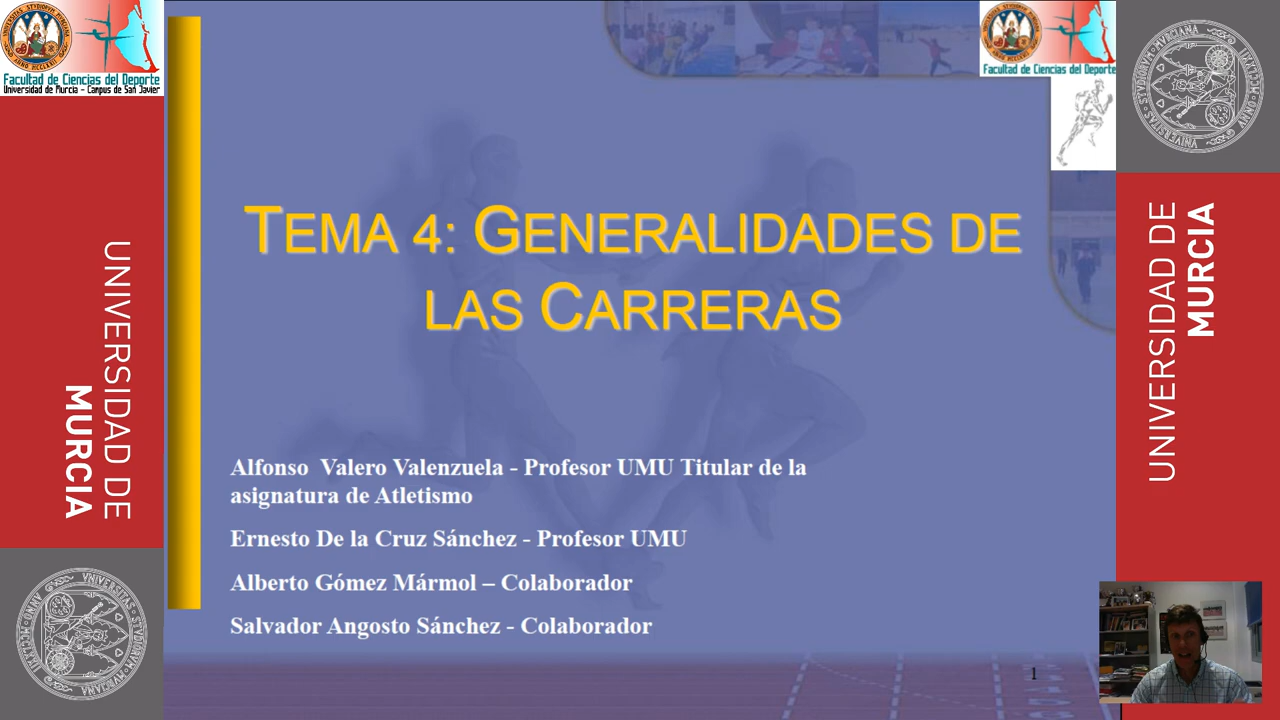 Facultad de Ciencias del Deporte
Universidad de Murcia - Campus de San Javier
UNIVERSIDAD DE
MURCIA
Facultad de Ciencias del Deporte
TEMA 4: GENERALIDADES DE
LAS CARRERAS
Alfonso Valero Valenzuela - Profesor UMU Titular de la
asignatura de Atletismo
Ernesto De la Cruz Sánchez - Profesor UMU
Alberto Gómez Mármol – Colaborador
Salvador Angosto Sánchez - Colaborador
1
UNIVERSIDAD DE
MURCIA